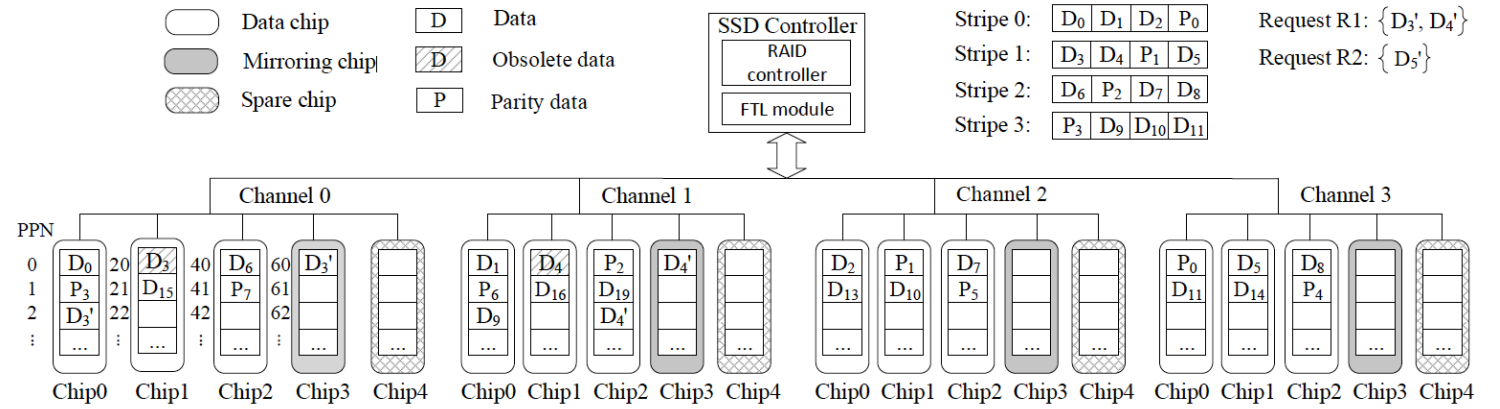 Data chip
Mirroring chip
Spare chip
D Data
D Obsolete data
P Parity data
SSD Controller
RAID
controller
FTL module
Stripe 0: D0 D1 D2 P0
Stripe 1: D3 D4 P1 D5
Stripe 2: D6 P2 D7 D8
Stripe 3: P3 D9 D10 D11
Request R1: {D3', D4'}
Request R2: {D5'}
Channel 0 Channel 1 Channel 2 Channel 3
PPN
0 D0 20 D3 40 D6 60 D3' D1 D4 P2 D4' D2 P1 D7 P0 D5 D8
1 P3 21 D15 41 P7 61 P6 D16 D19 D13 D10 P5 D11 D14 P4
2 D3' 22 42 62 D9 D4'
⋮ ... ⋮ ... ⋮ ... ⋮ ... ... ... ... ... ... ... ... ... ... ... ... ... ... ... ... ...
Chip0 Chip1 Chip2 Chip3 Chip4 Chip0 Chip1 Chip2 Chip3 Chip4 Chip0 Chip1 Chip2 Chip3 Chip4 Chip0 Chip1 Chip2 Chip3 Chip4